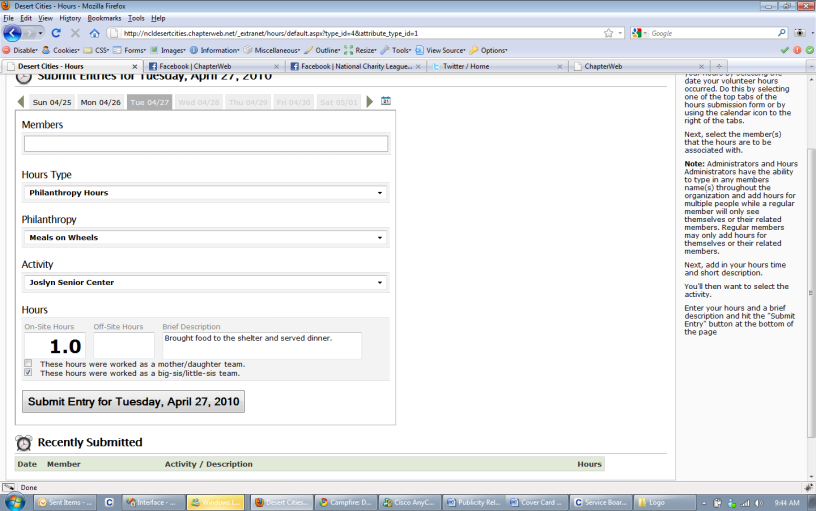 Desert Cities - Hours - Mozilla Firefox
File Edit View History Bookmarks Tools Help
http://ncldesertcities.chapterweb.net/_extranet/hours/default.aspx?type_id=4&attribute_type_id=1
Google
Disable Cookies CSS Forms Images Information Miscellaneous Outline Resize Tools View Source Options
Desert Cities - Hours
Facebook | ChapterWeb
Facebook | National Charity League...
Twitter / Home
ChapterWeb
Submit Entries for Tuesday, April 27, 2010
Sun 04/25 Mon 04/26 Tue 04/27 Wed 04/28 Thu 04/29 Fri 04/30 Sat 05/01
Members
Hours Type
Philanthropy Hours
Philanthropy
Meals on Wheels
Activity
Joslyn Senior Center
Hours
On-Site Hours Off-Site Hours Brief Description
1.0
Brought food to the shelter and served dinner.
These hours were worked as a mother/daughter team.
These hours were worked as a big-sis/little-sis team.
Submit Entry for Tuesday, April 27, 2010
Recently Submitted
Date Member Activity / Description Hours
your hours by selecting the
date your volunteer hours
occurred. Do this by selecting
one of the top tabs of the
hours submission form or by
using the calendar icon to the
right of the tabs.
Next, select the member(s)
that the hours are to be
associated with.
Note: Administrators and Hours
Administrators have the ability
to type in any members
name(s) throughout the
organization and add hours for
multiple people while a regular
member will only see
themselves or their related
members. Regular members
may only add hours for
themselves or their related
members.
Next, add in your hours time
and short description.
You'll then want to select the
activity.
Enter your hours and a brief
description and hit the "Submit
Entry" button at the bottom of
the page
Done
Sent Items - ...
Interface - ...
Windows L...
Desert Cities...
Campfire: D...
Cisco AnyC...
Publicity Rel...
Cover Card ...
Service Boar...
Logo
9:44 AM